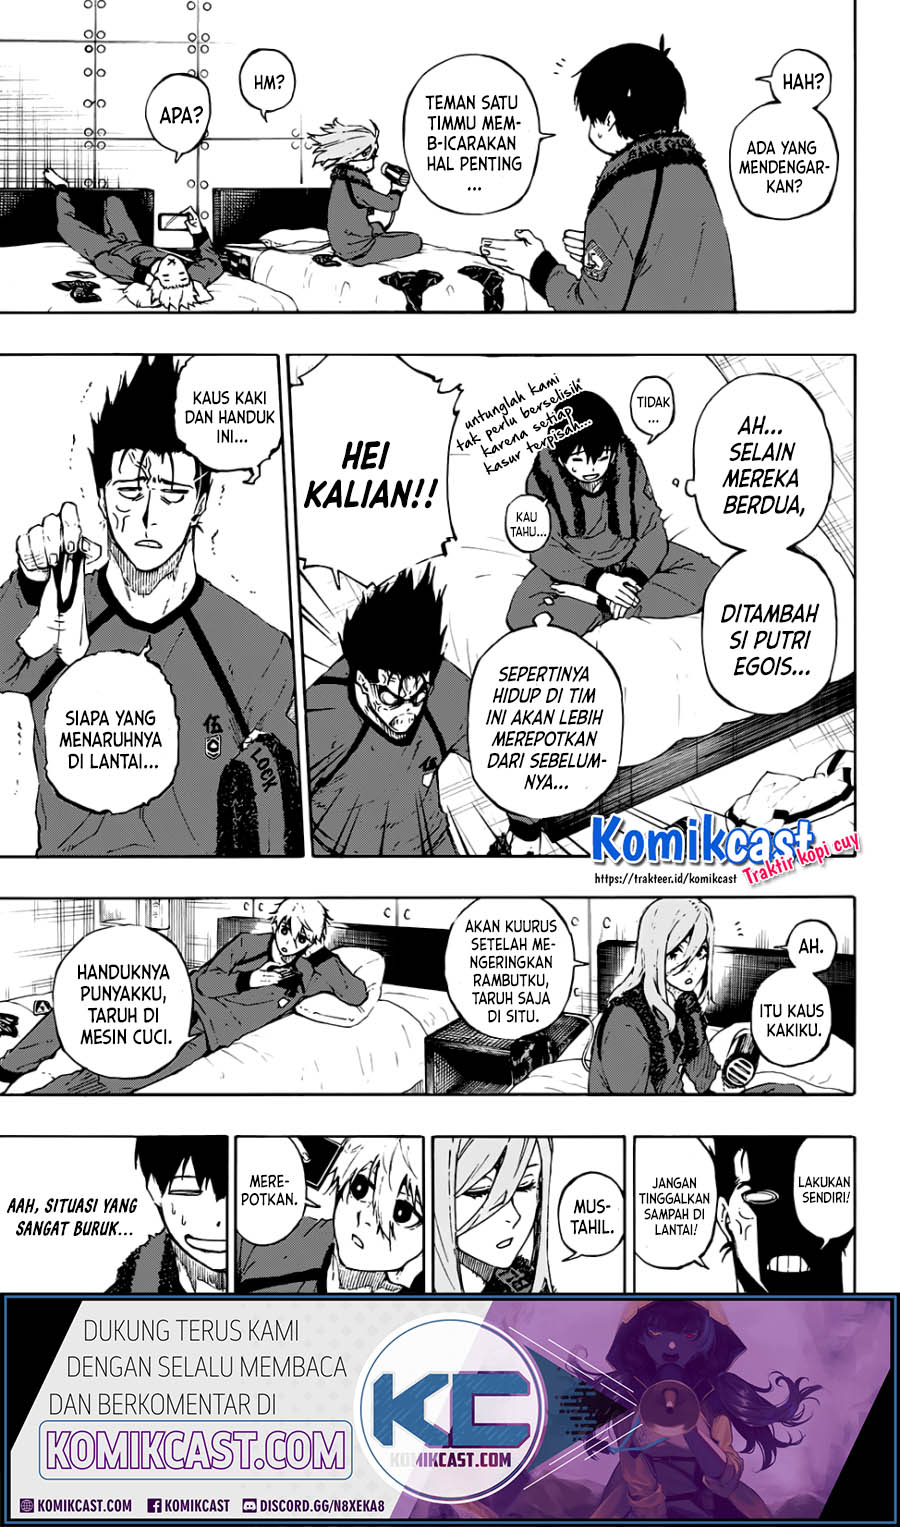 HAH?
ADA YANG
MENDENGAR-
KAN?
TEMAN SATU
TIMMU MEM-
B-ICARAKAN
HAL PENTING
...
HM?
APA?
AH...
SELAIN
MEREKA
BERDUA,
DITAMBAH
SI PUTRI
EGOIS...
TIDAK
...
untunglah kami
tak perlu berselisih
karena setiap
kasur terpisah...
KAU
TAHU...
SEPERTINYA
HIDUP DI TIM
INI AKAN LEBIH
MEREPOTKAN
DARI SEBELUM-
NYA...
HEI
KALIAN!!
KAUS KAKI
DAN HANDUK
INI...
SIAPA YANG
MENARUHNYA
DI LANTAI...
伍
LOCK
Komikcast
Traktir kopi cuy
https://trakteer.id/komikcast
AH.
ITU KAUS
KAKIKU.
AKAN KUURUS
SETELAH ME-
NGERINGKAN
RAMBUTKU,
TARUH SAJA
DI SITU.
HANDUKNYA
PUNYAKKU,
TARUH DI
MESIN CUCI.
LAKUKAN
SENDIRI!
JANGAN
TINGGALKAN
SAMPAH DI
LANTAI!
MUS-
TAHIL.
MERE-
POTKAN.
AAH, SITUASI YANG
SANGAT BURUK...
DUKUNG TERUS KAMI
DENGAN SELALU MEMBACA
DAN BERKOMENTAR DI
KOMIKCAST.COM
KC
KOMIKCAST.COM
KOMIKCAST.COM KOMIKCAST DISCORD.GG/N8XEKA8